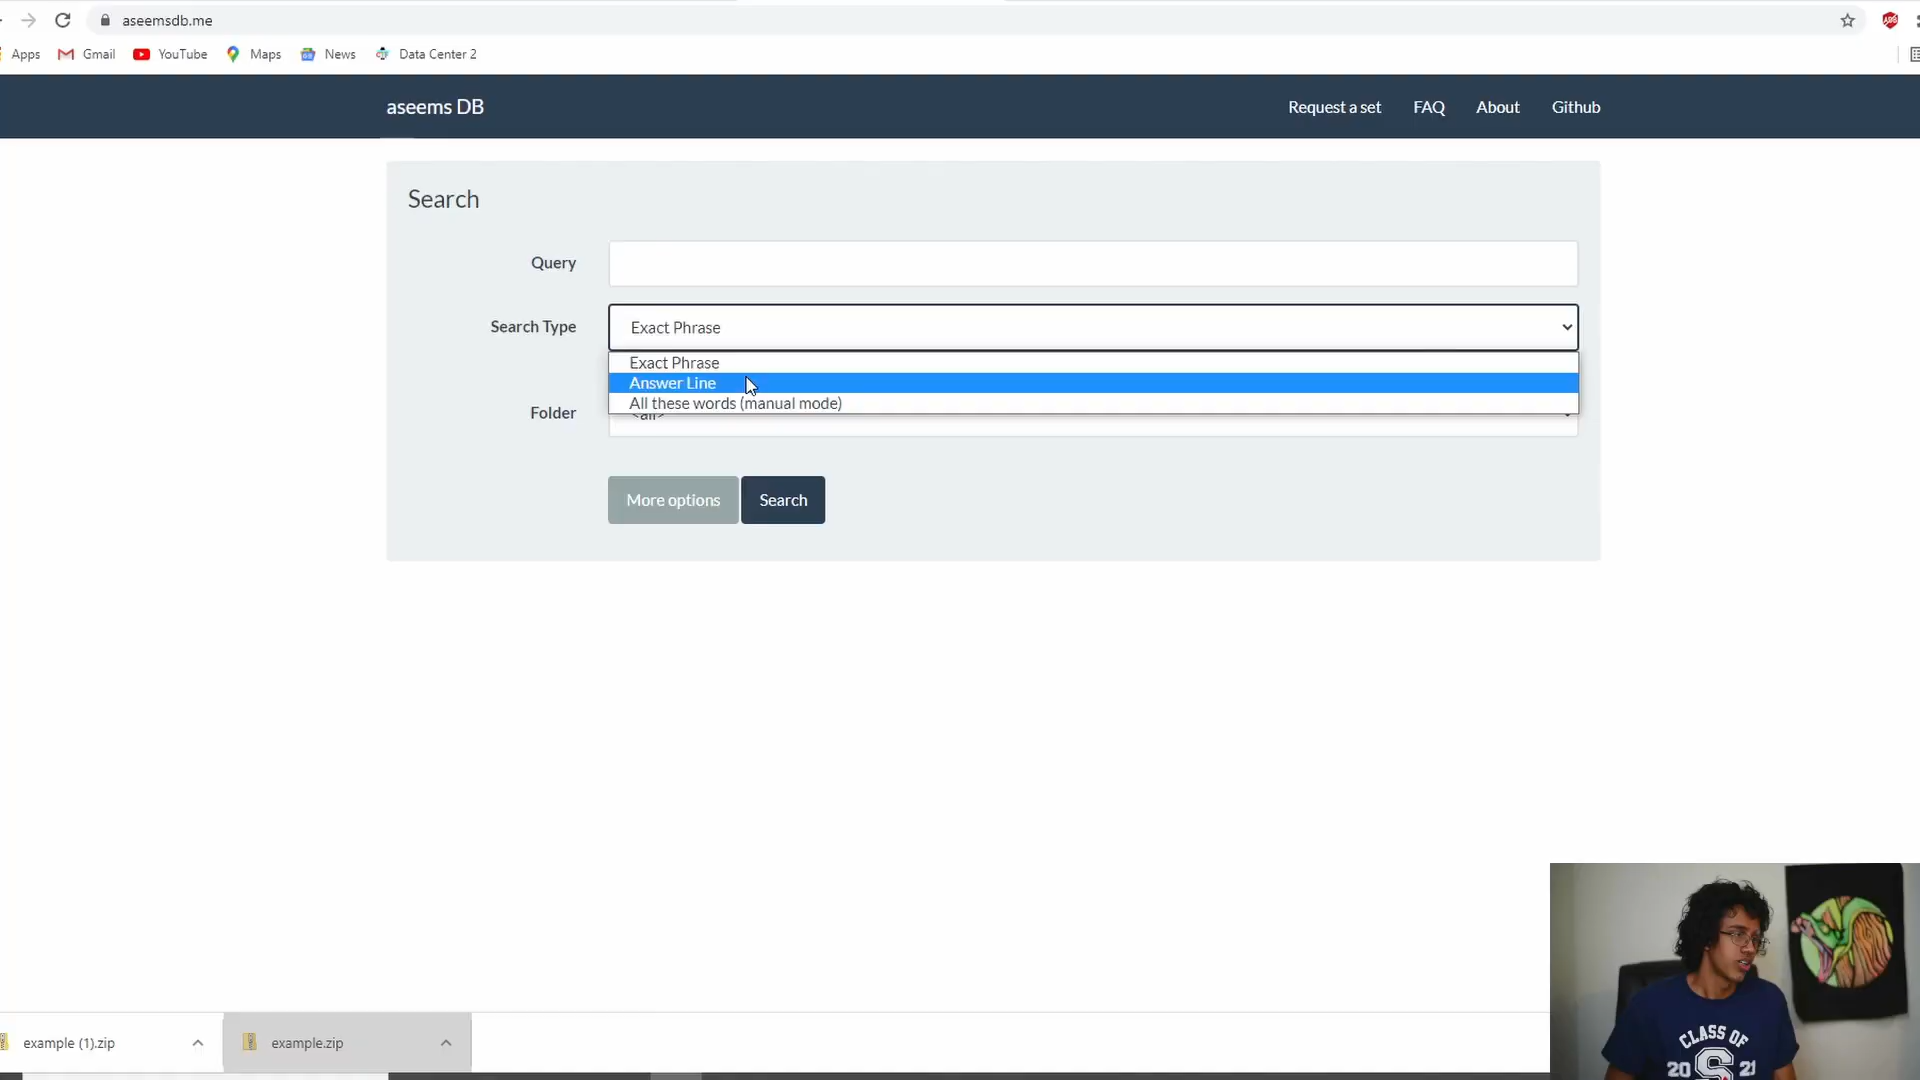 aseemsdb.me
Apps Gmail YouTube Maps News Data Center 2
aseems DB Request a set FAQ About Github
Search
Query
Search Type Exact Phrase
Exact Phrase
Answer Line
All these words (manual mode)
Folder <all>
More options Search
CLASS OF
20 S 21
example (1).zip example.zip